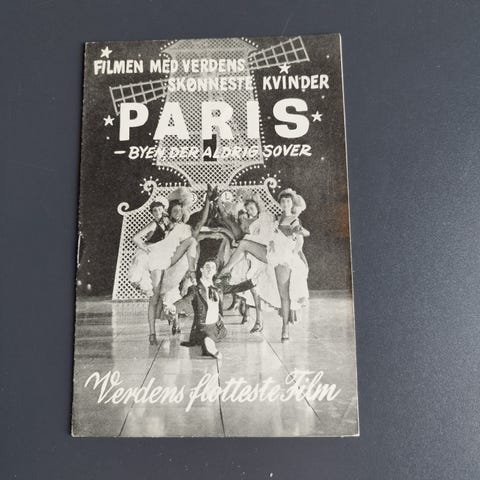 FILMEN MED VERDENS
SKØNNESTE KVINDER
PARIS
- BYEN DER ALDRIG SOVER
Verdens flotteste Film